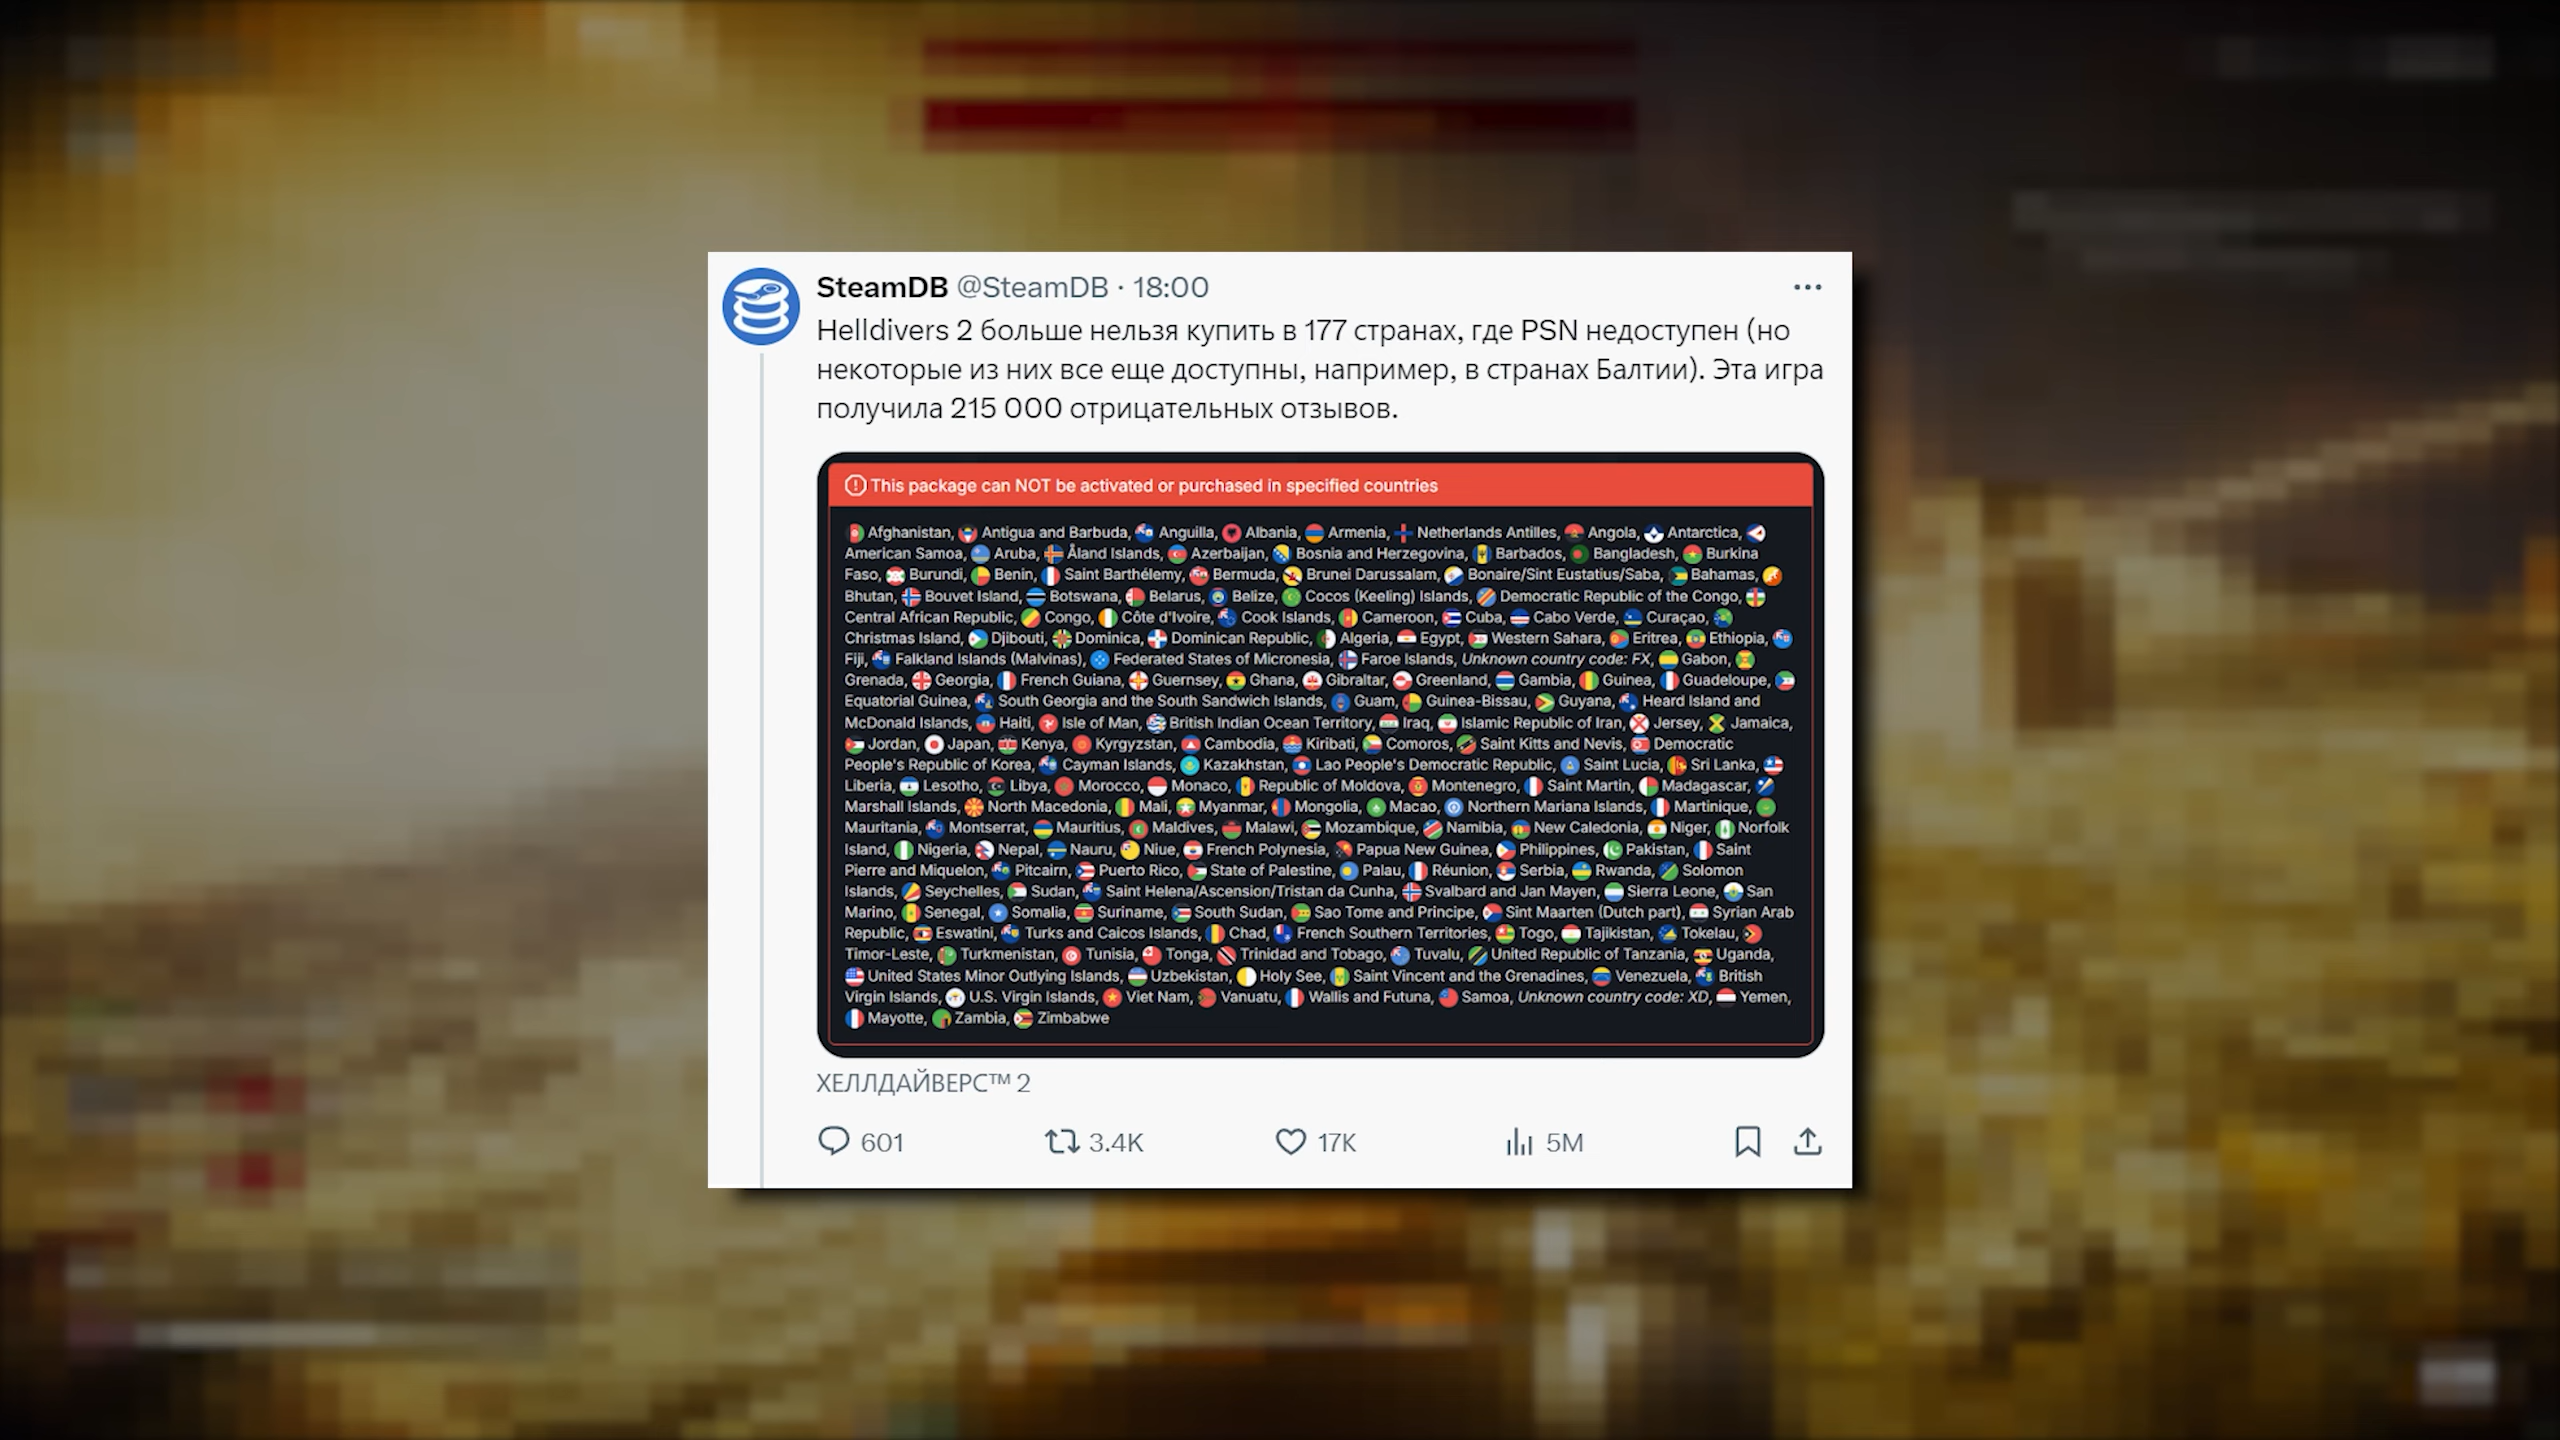 SteamDB @SteamDB · 18:00
Helldivers 2 больше нельзя купить в 177 странах, где PSN недоступен (но
некоторые из них все еще доступны, например, в странах Балтии). Эта игра
получила 215 000 отрицательных отзывов.
This package can NOT be activated or purchased in specified countries
Afghanistan, Antigua and Barbuda, Anguilla, Albania, Armenia, Netherlands Antilles, Angola, Antarctica,
American Samoa, Aruba, Åland Islands, Azerbaijan, Bosnia and Herzegovina, Barbados, Bangladesh, Burkina
Faso, Burundi, Benin, Saint Barthélemy, Bermuda, Brunei Darussalam, Bonaire/Sint Eustatius/Saba, Bahamas,
Bhutan, Bouvet Island, Botswana, Belarus, Belize, Cocos (Keeling) Islands, Democratic Republic of the Congo,
Central African Republic, Congo, Côte d'Ivoire, Cook Islands, Cameroon, Cuba, Cabo Verde, Curaçao,
Christmas Island, Djibouti, Dominica, Dominican Republic, Algeria, Egypt, Western Sahara, Eritrea, Ethiopia,
Fiji, Falkland Islands (Malvinas), Federated States of Micronesia, Faroe Islands, Unknown country code: FX, Gabon,
Grenada, Georgia, French Guiana, Guernsey, Ghana, Gibraltar, Greenland, Gambia, Guinea, Guadeloupe,
Equatorial Guinea, South Georgia and the South Sandwich Islands, Guam, Guinea-Bissau, Guyana, Heard Island and
McDonald Islands, Haiti, Isle of Man, British Indian Ocean Territory, Iraq, Islamic Republic of Iran, Jersey, Jamaica,
Jordan, Japan, Kenya, Kyrgyzstan, Cambodia, Kiribati, Comoros, Saint Kitts and Nevis, Democratic
People's Republic of Korea, Cayman Islands, Kazakhstan, Lao People's Democratic Republic, Saint Lucia, Sri Lanka,
Liberia, Lesotho, Libya, Morocco, Monaco, Republic of Moldova, Montenegro, Saint Martin, Madagascar,
Marshall Islands, North Macedonia, Mali, Myanmar, Mongolia, Macao, Northern Mariana Islands, Martinique,
Mauritania, Montserrat, Mauritius, Maldives, Malawi, Mozambique, Namibia, New Caledonia, Niger, Norfolk
Island, Nigeria, Nepal, Nauru, Niue, French Polynesia, Papua New Guinea, Philippines, Pakistan, Saint
Pierre and Miquelon, Pitcairn, Puerto Rico, State of Palestine, Palau, Réunion, Serbia, Rwanda, Solomon
Islands, Seychelles, Sudan, Saint Helena/Ascension/Tristan da Cunha, Svalbard and Jan Mayen, Sierra Leone, San
Marino, Senegal, Somalia, Suriname, South Sudan, Sao Tome and Principe, Sint Maarten (Dutch part), Syrian Arab
Republic, Eswatini, Turks and Caicos Islands, Chad, French Southern Territories, Togo, Tajikistan, Tokelau,
Timor-Leste, Turkmenistan, Tunisia, Tonga, Trinidad and Tobago, Tuvalu, United Republic of Tanzania, Uganda,
United States Minor Outlying Islands, Uzbekistan, Holy See, Saint Vincent and the Grenadines, Venezuela, British
Virgin Islands, U.S. Virgin Islands, Viet Nam, Vanuatu, Wallis and Futuna, Samoa, Unknown country code: XD, Yemen,
Mayotte, Zambia, Zimbabwe
ХЕЛЛДАЙВЕРС™ 2
601 3.4K 17K 5M